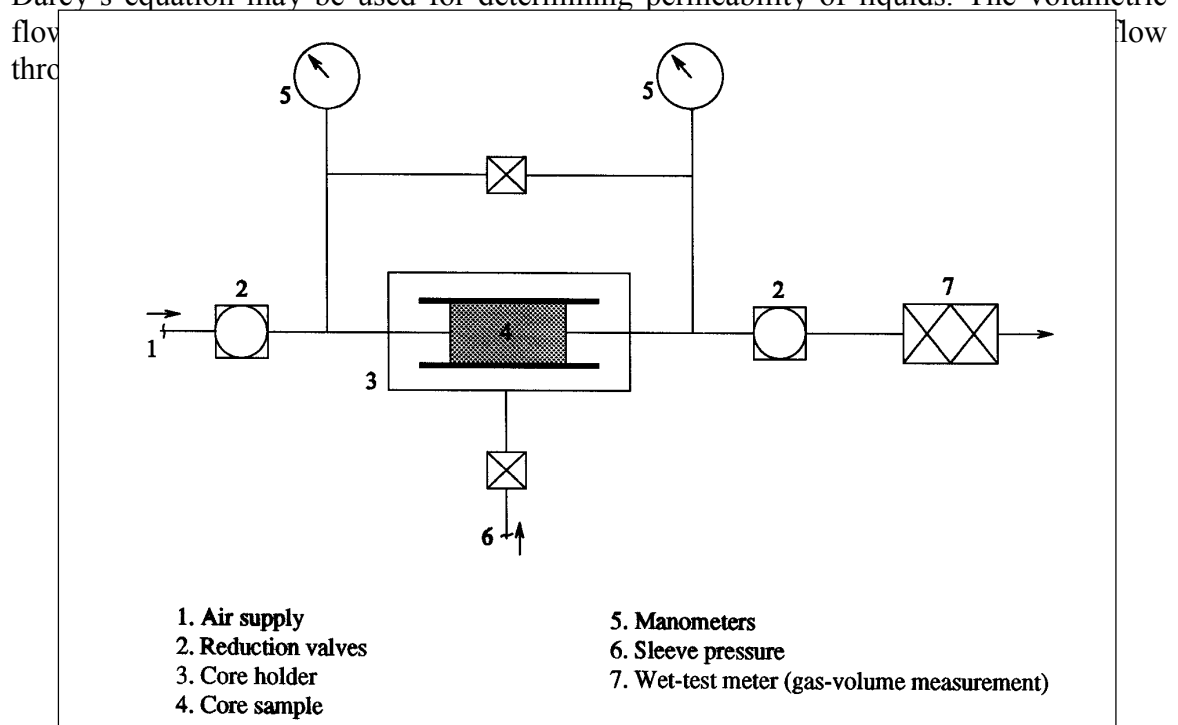 Darcy's equation may be used for determining permeability of liquids. The volumetric
flow
thro
5
5
2
2
7
1
4
3
6
1. Air supply
2. Reduction valves
3. Core holder
4. Core sample
5. Manometers
6. Sleeve pressure
7. Wet-test meter (gas-volume measurement)